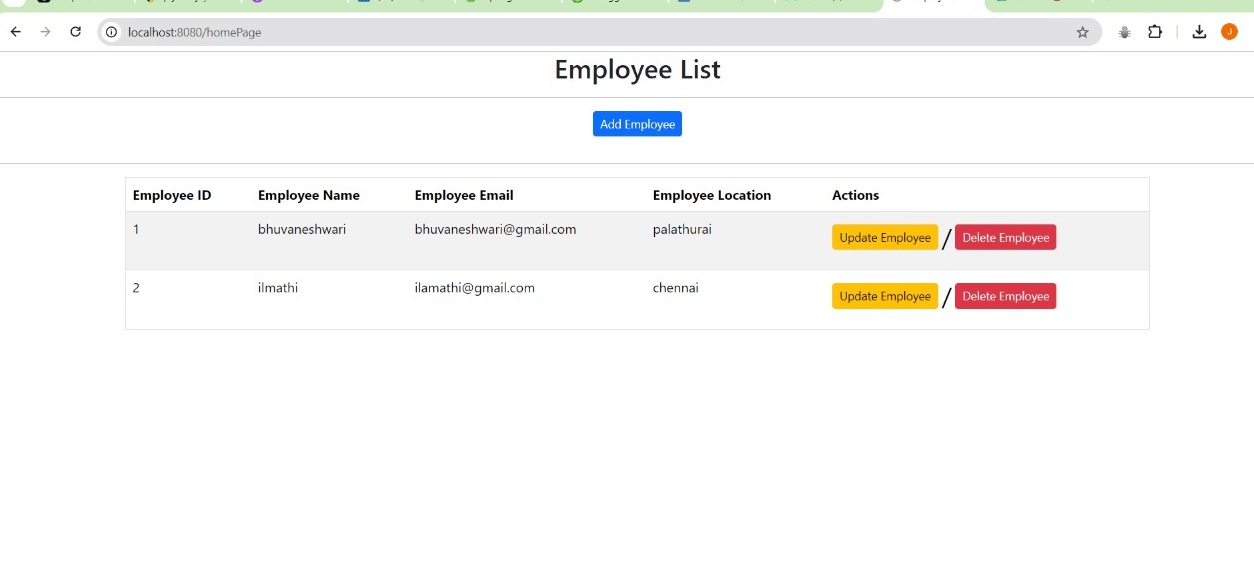 localhost:8080/homePage
J
Employee List
Add Employee
Employee ID Employee Name Employee Email Employee Location Actions
1 bhuvaneshwari bhuvaneshwari@gmail.com palathurai Update Employee / Delete Employee
2 ilmathi ilamathi@gmail.com chennai Update Employee / Delete Employee